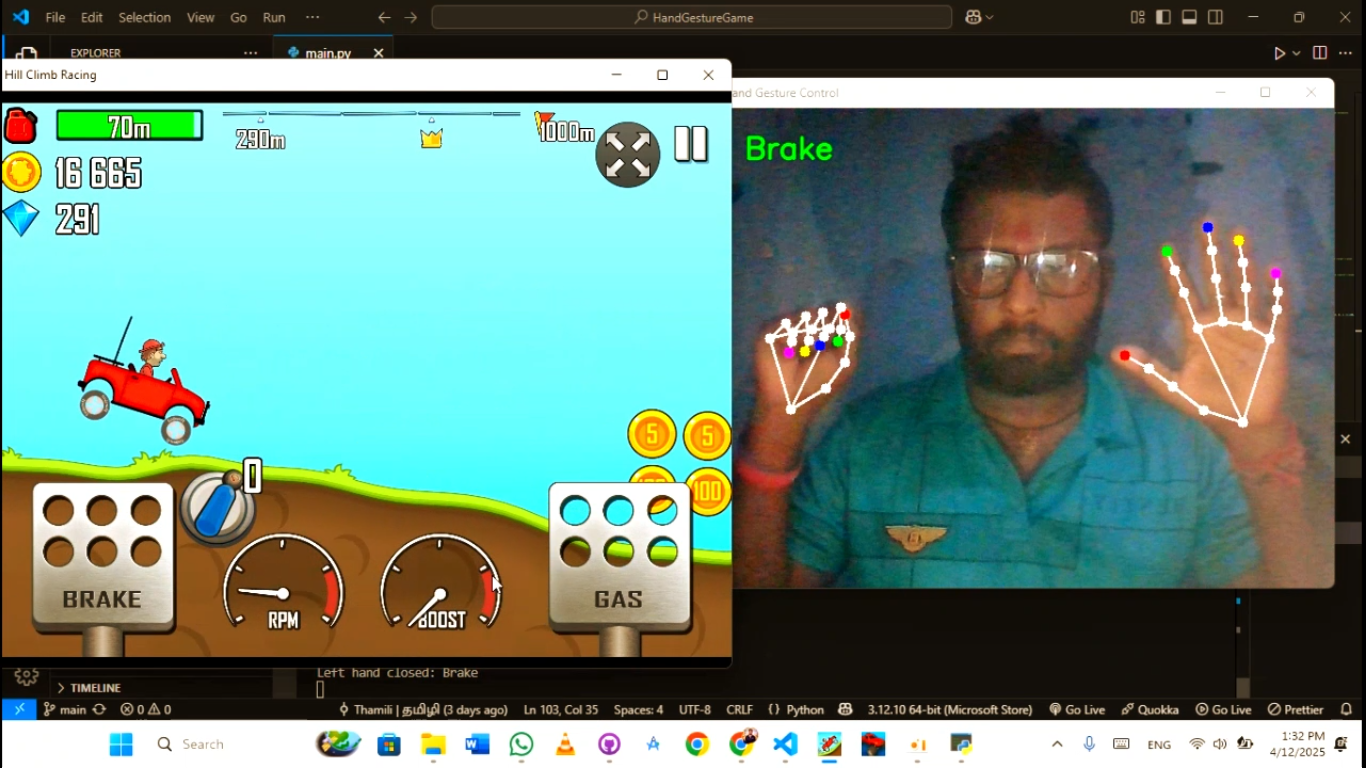 File Edit Selection View Go Run ···
HandGestureGame
EXPLORER ···
main.py
Hill Climb Racing
nd Gesture Control
70m
290m
1000m
16 665
291
Brake
0
5 5
100
BRAKE
RPM
BOOST
GAS
Left hand closed: Brake
TIMELINE
main
0 0
Thamili | தமிழி (3 days ago)
Ln 103, Col 35
Spaces: 4
UTF-8
CRLF
{ } Python
3.12.10 64-bit (Microsoft Store)
Go Live
Quokka
Go Live
Prettier
Search
ENG
1:32 PM
4/12/2025